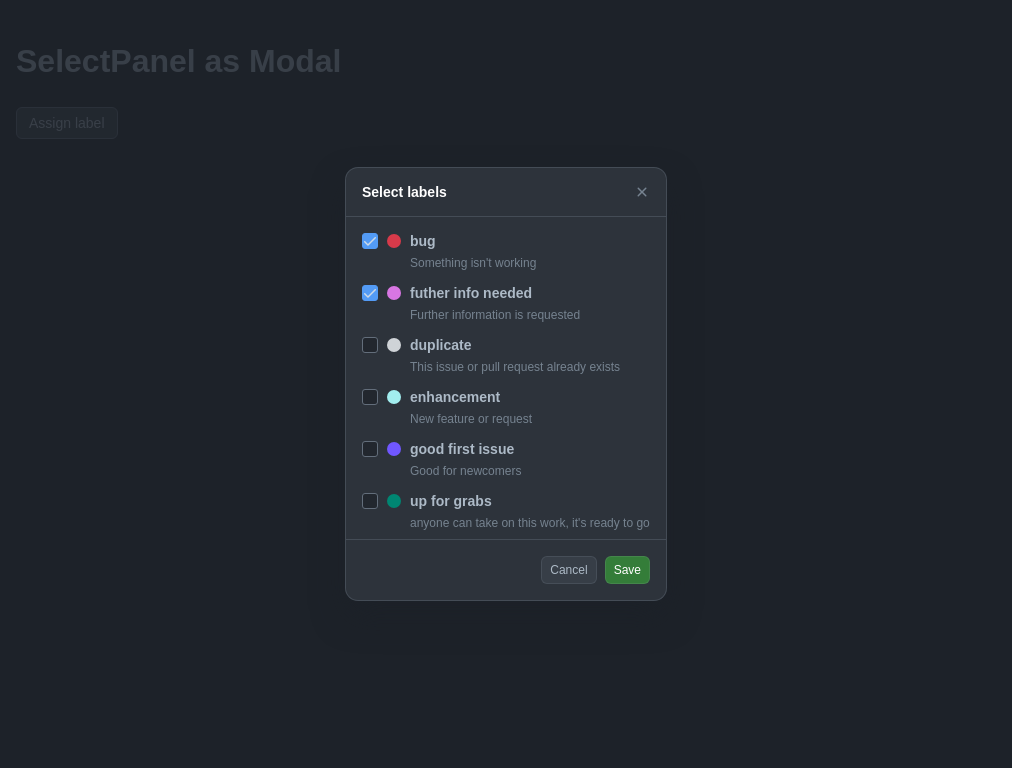 SelectPanel as Modal
Assign label
Select labels
bug
Something isn't working
futher info needed
Further information is requested
duplicate
This issue or pull request already exists
enhancement
New feature or request
good first issue
Good for newcomers
up for grabs
anyone can take on this work, it's ready to go
Cancel Save